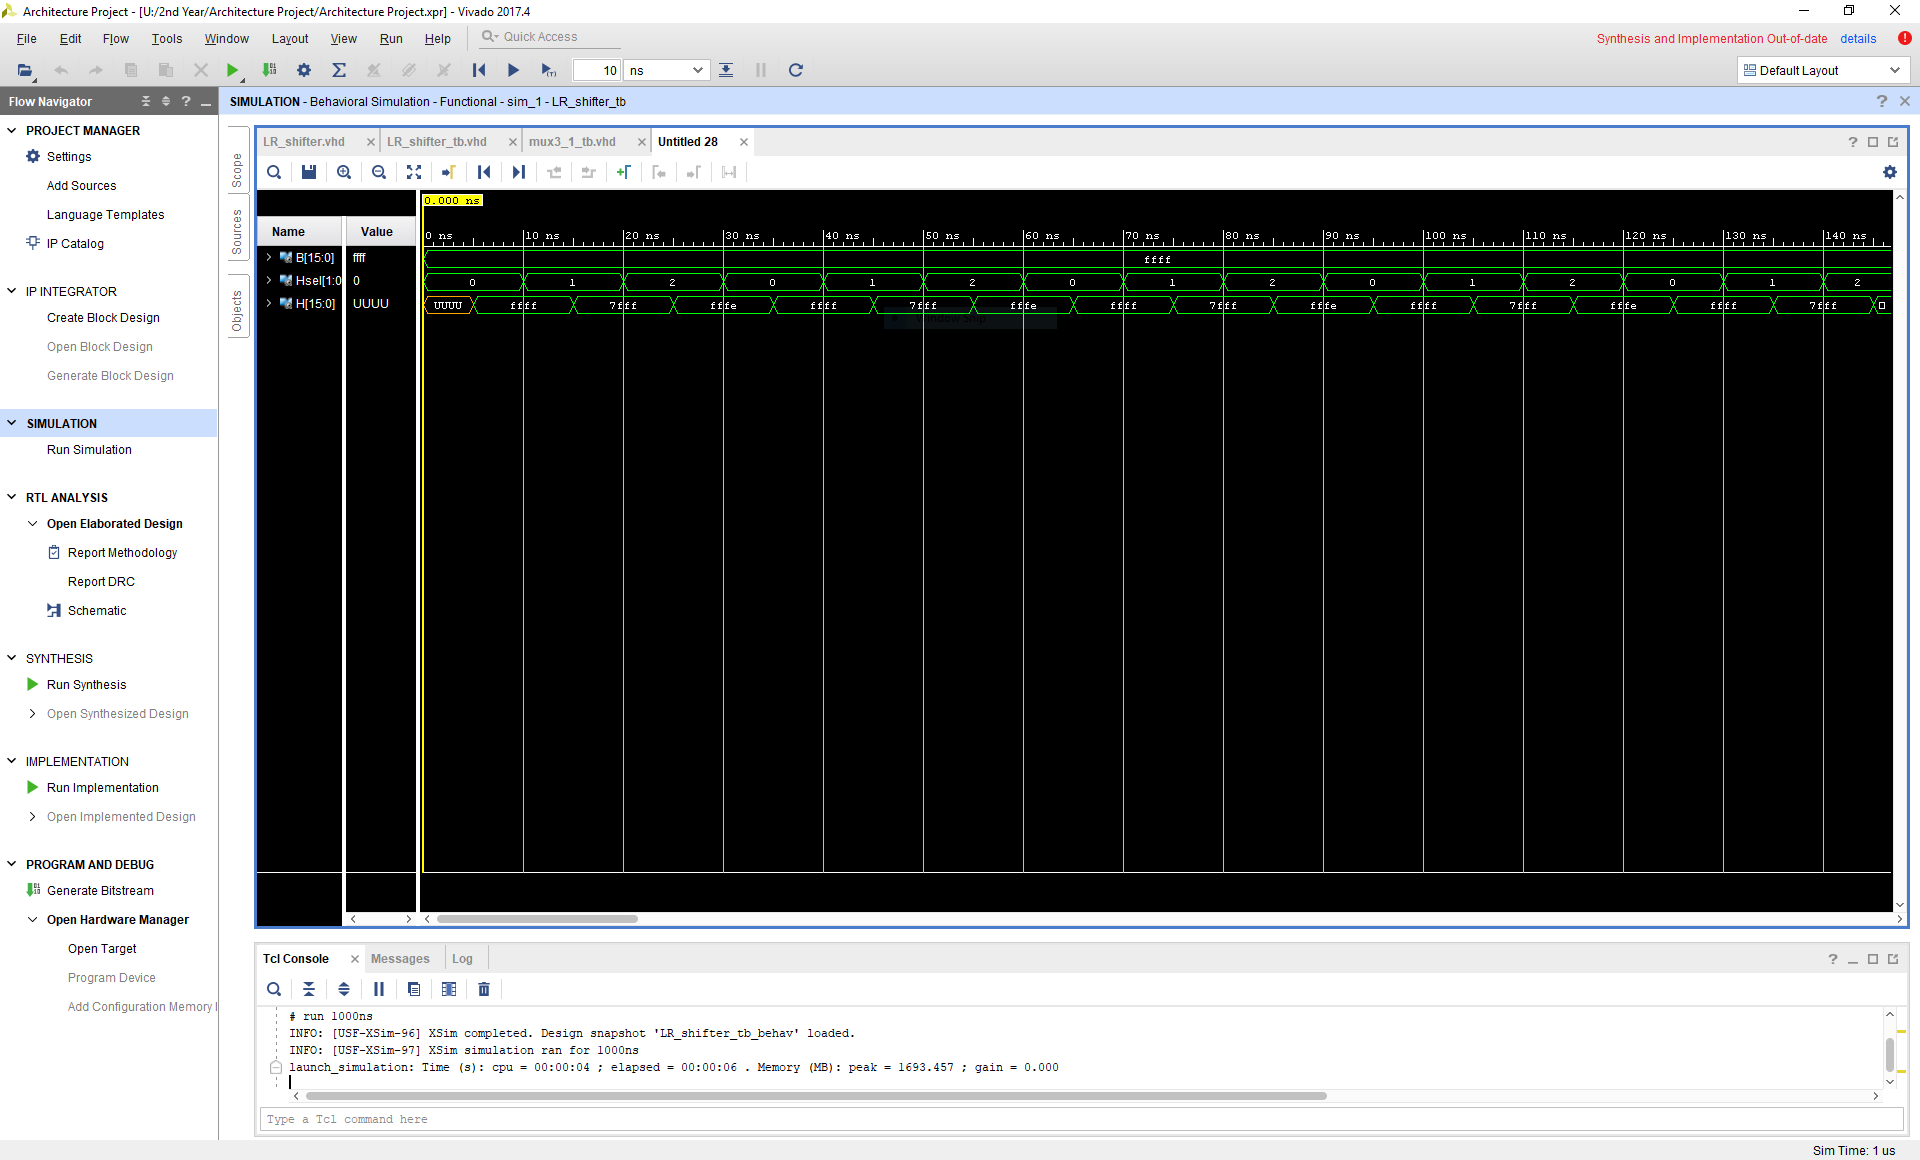 Architecture Project - [U:/2nd Year/Architecture Project/Architecture Project.xpr] - Vivado 2017.4
File Edit Flow Tools Window Layout View Run Help Quick Access
Synthesis and Implementation Out-of-date details
10 ns
Default Layout
Flow Navigator
SIMULATION - Behavioral Simulation - Functional - sim_1 - LR_shifter_tb
PROJECT MANAGER
Settings
Add Sources
Language Templates
IP Catalog
IP INTEGRATOR
Create Block Design
Open Block Design
Generate Block Design
SIMULATION
Run Simulation
RTL ANALYSIS
Open Elaborated Design
Report Methodology
Report DRC
Schematic
SYNTHESIS
Run Synthesis
Open Synthesized Design
IMPLEMENTATION
Run Implementation
Open Implemented Design
PROGRAM AND DEBUG
Generate Bitstream
Open Hardware Manager
Open Target
Program Device
Add Configuration Memory
Scope
Sources
Objects
LR_shifter.vhd LR_shifter_tb.vhd mux3_1_tb.vhd Untitled 28
0.000 ns
Name Value
0 ns 10 ns 20 ns 30 ns 40 ns 50 ns 60 ns 70 ns 80 ns 90 ns 100 ns 110 ns 120 ns 130 ns 140 ns
B[15:0] ffff ffff
Hsel[1:0 0 0 1 2 0 1 2 0 1 2 0 1 2 0 1 2
H[15:0] UUUU UUUU ffff 7fff fffe ffff 7fff fffe ffff 7fff fffe ffff 7fff fffe ffff 7fff
Tcl Console Messages Log
# run 1000ns
INFO: [USF-XSim-96] XSim completed. Design snapshot 'LR_shifter_tb_behav' loaded.
INFO: [USF-XSim-97] XSim simulation ran for 1000ns
launch_simulation: Time (s): cpu = 00:00:04 ; elapsed = 00:00:06 . Memory (MB): peak = 1693.457 ; gain = 0.000
Type a Tcl command here
Sim Time: 1 us